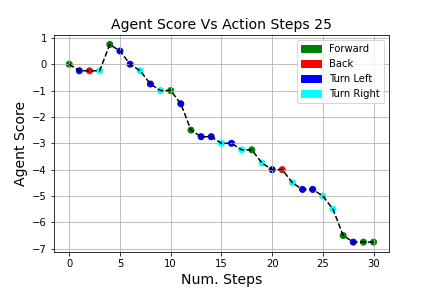 Agent Score Vs Action Steps 25
Forward
Back
Turn Left
Turn Right
Agent Score
1
0
−1
−2
−3
−4
−5
−6
−7
0 5 10 15 20 25 30
Num. Steps